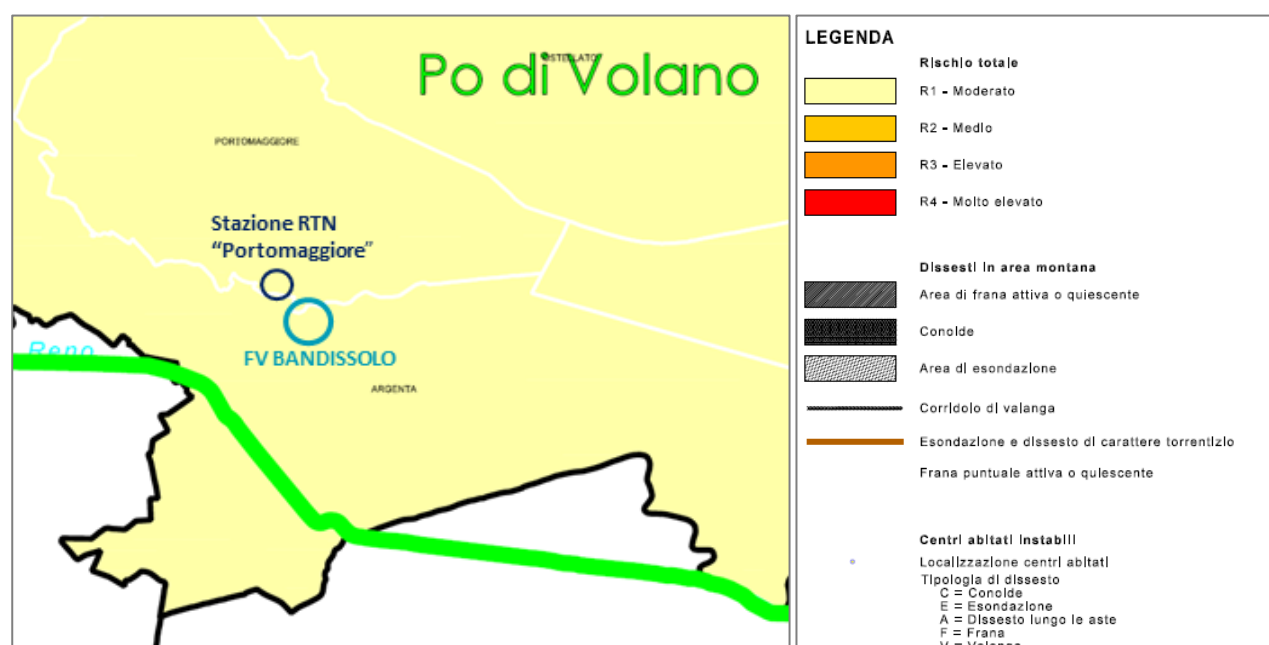 Po di Volano
OSTELLATO
PORTOMAGGIORE
Stazione RTN
“Portomaggiore”
FV BANDISSOLO
Reno
ARGENTA
LEGENDA
Rischio totale
R1 - Moderato
R2 - Medio
R3 - Elevato
R4 - Molto elevato
Dissesti in area montana
Area di frana attiva o quiescente
Conoide
Area di esondazione
Corridoio di valanga
Esondazione e dissesto di carattere torrentizio
Frana puntuale attiva o quiescente
Centri abitati instabili
Localizzazione centri abitati
Tipologia di dissesto
C = Conoide
E = Esondazione
A = Dissesto lungo le aste
F = Frana
V = Valanga